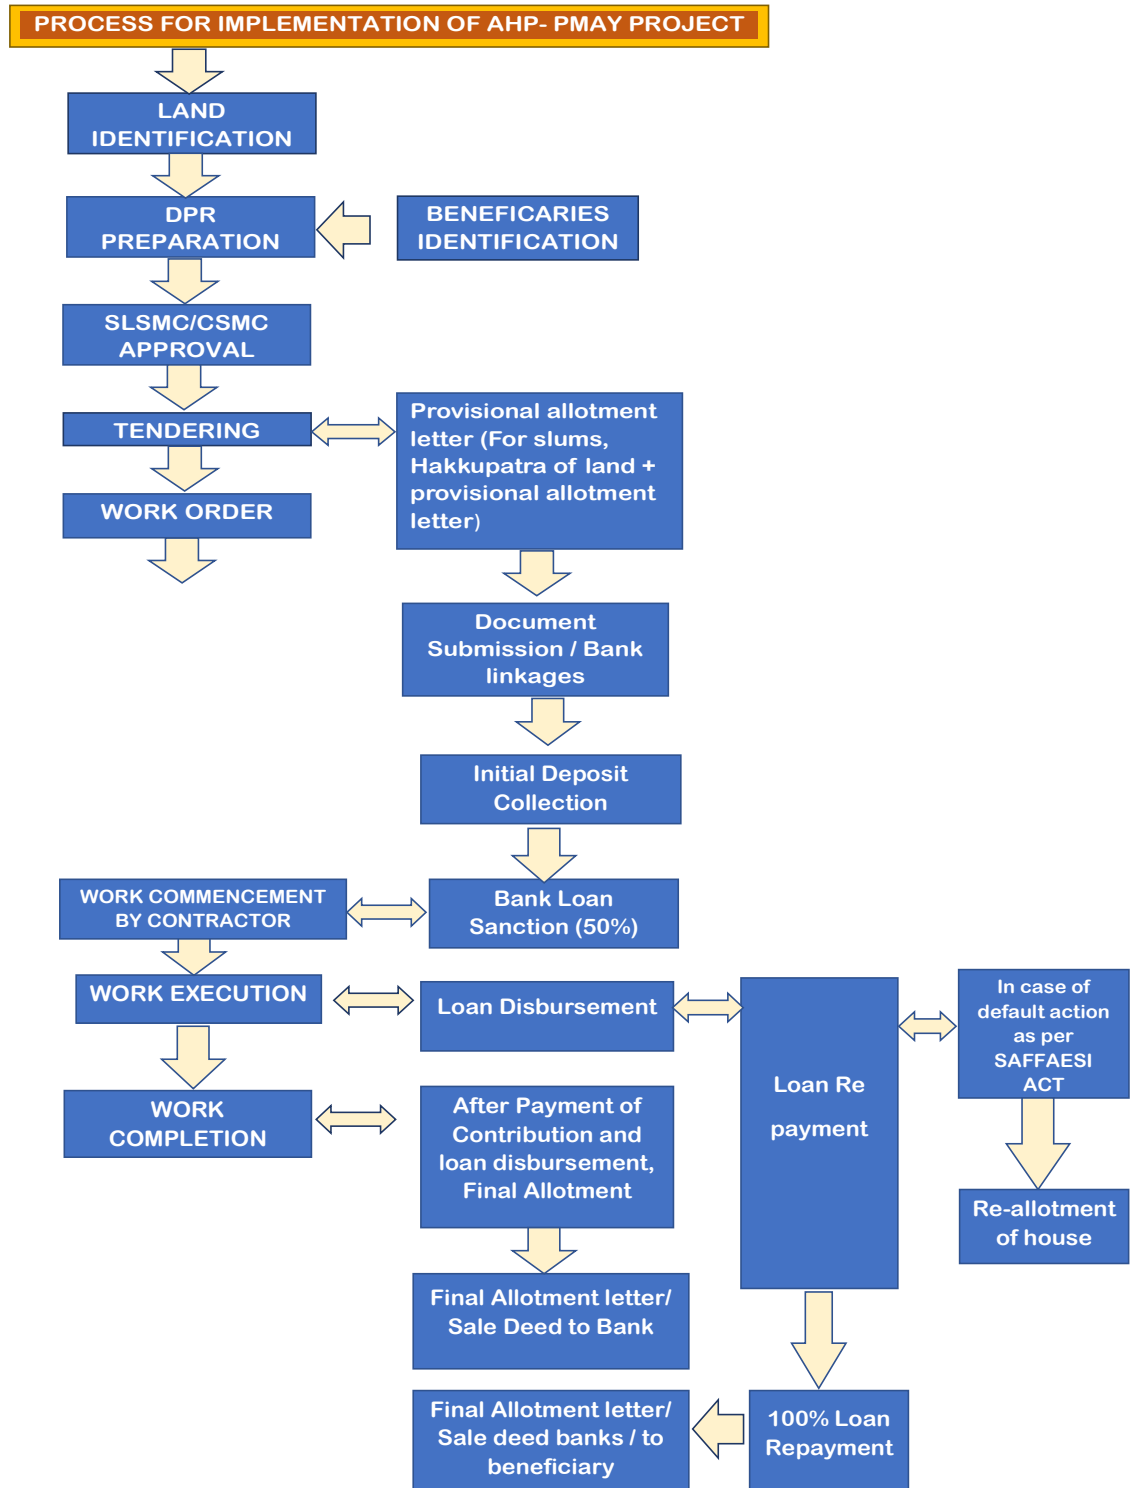 PROCESS FOR IMPLEMENTATION OF AHP- PMAY PROJECT
LAND
IDENTIFICATION
DPR
PREPARATION
BENEFICARIES
IDENTIFICATION
SLSMC/CSMC
APPROVAL
TENDERING
Provisional allotment
letter (For slums,
Hakkupatra of land +
provisional allotment
letter)
WORK ORDER
Document
Submission / Bank
linkages
Initial Deposit
Collection
WORK COMMENCEMENT
BY CONTRACTOR
Bank Loan
Sanction (50%)
WORK EXECUTION
Loan Disbursement
Loan Re
payment
In case of
default action
as per
SAFFAESI
ACT
WORK
COMPLETION
After Payment of
Contribution and
loan disbursement,
Final Allotment
Re-allotment
of house
Final Allotment letter/
Sale Deed to Bank
Final Allotment letter/
Sale deed banks / to
beneficiary
100% Loan
Repayment